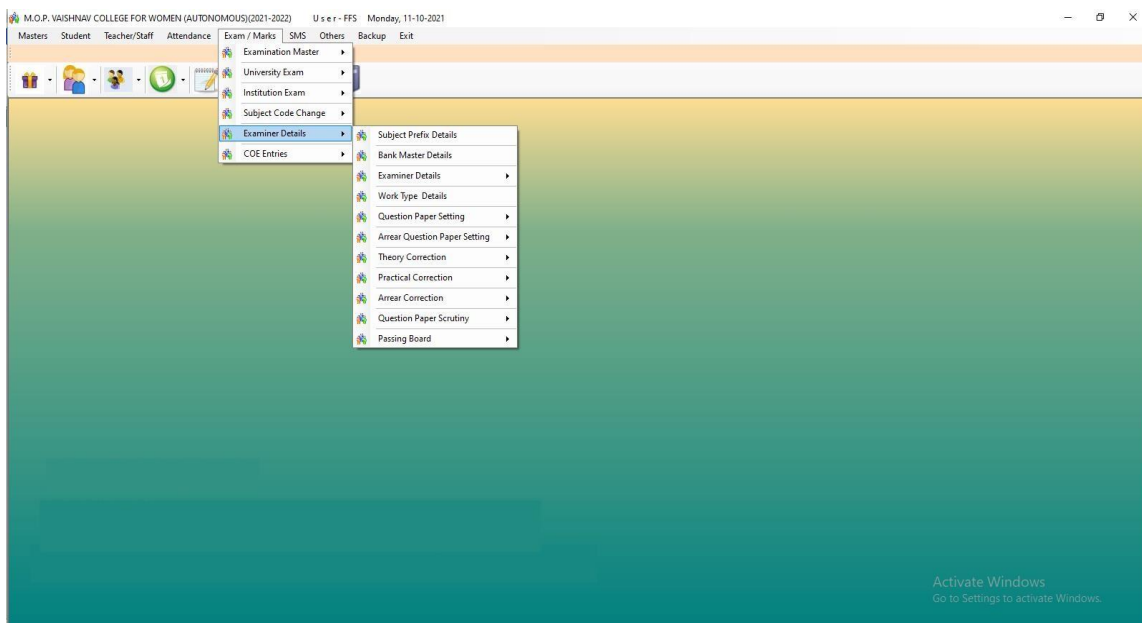 M.O.P. VAISHNAV COLLEGE FOR WOMEN (AUTONOMOUS)(2021-2022) U s e r - FFS Monday, 11-10-2021
Masters Student Teacher/Staff Attendance Exam / Marks SMS Others Backup Exit
Examination Master
University Exam
Institution Exam
Subject Code Change
Examiner Details
COE Entries
Subject Prefix Details
Bank Master Details
Examiner Details
Work Type Details
Question Paper Setting
Arrear Question Paper Setting
Theory Correction
Practical Correction
Arrear Correction
Question Paper Scrutiny
Passing Board
Activate Windows
Go to Settings to activate Windows.